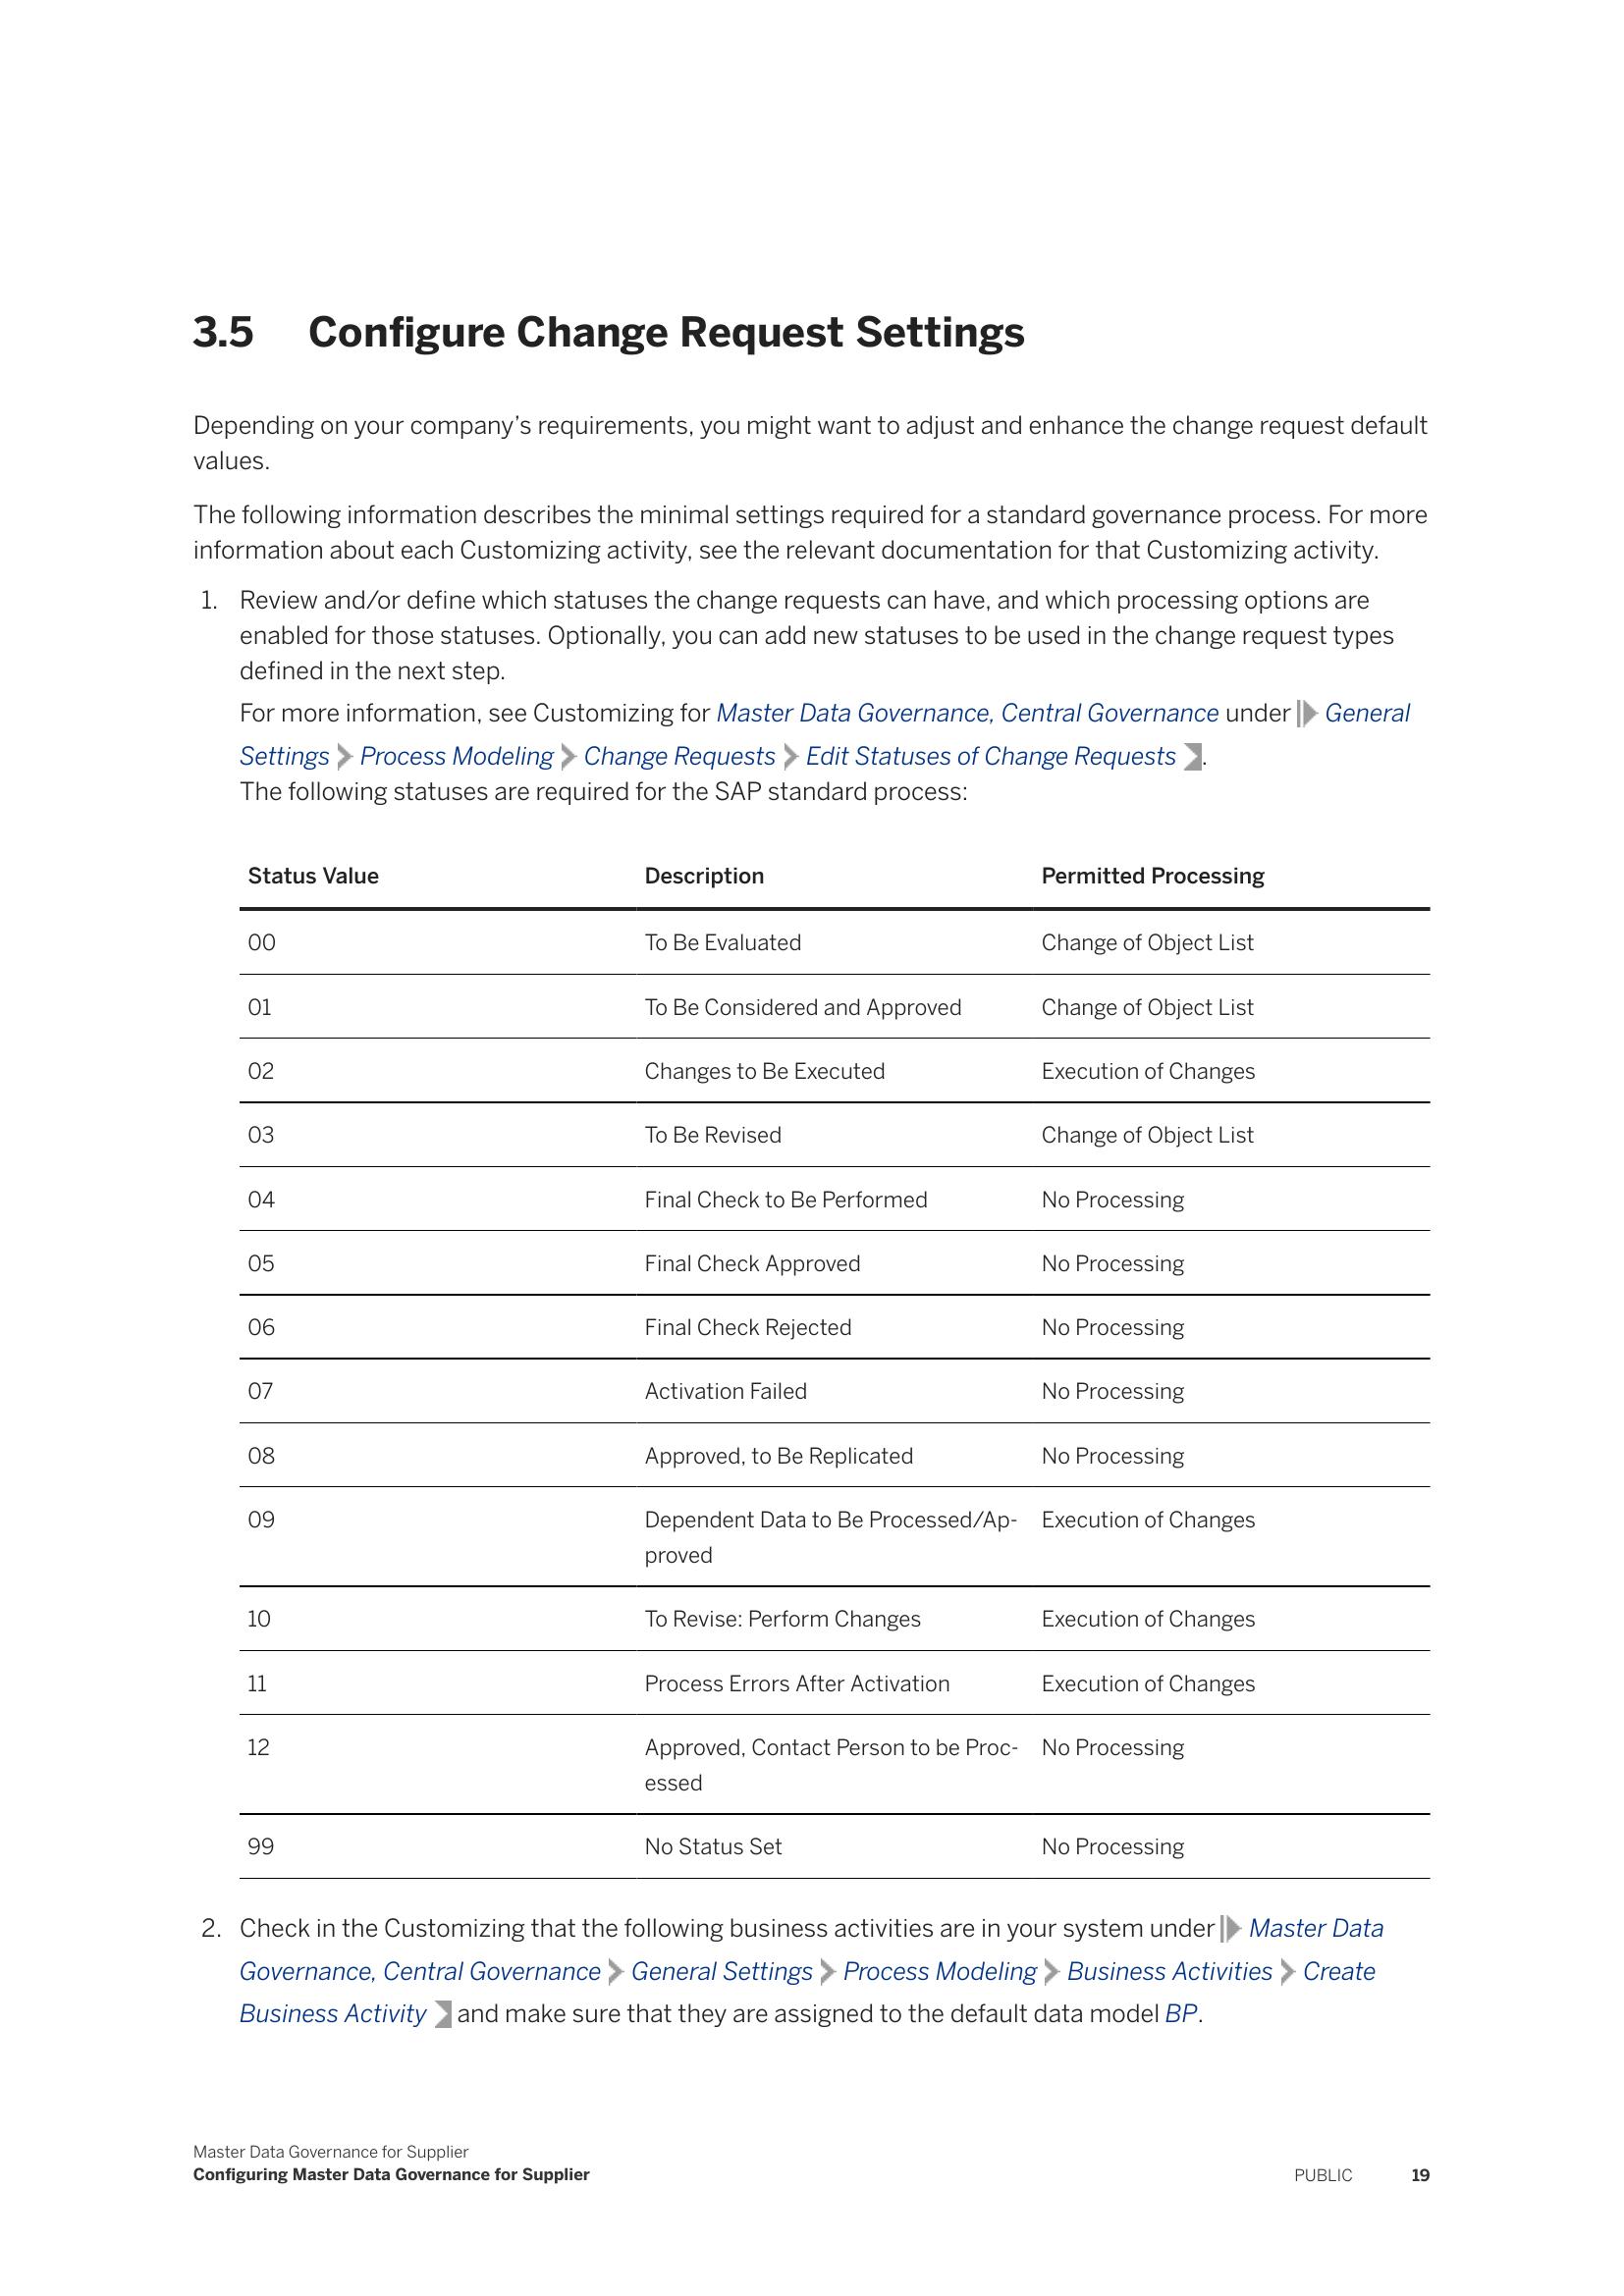 3.5 Configure Change Request Settings
Depending on your company’s requirements, you might want to adjust and enhance the change request default
values.
The following information describes the minimal settings required for a standard governance process. For more
information about each Customizing activity, see the relevant documentation for that Customizing activity.
1. Review and/or define which statuses the change requests can have, and which processing options are
enabled for those statuses. Optionally, you can add new statuses to be used in the change request types
defined in the next step.
For more information, see Customizing for Master Data Governance, Central Governance under General
Settings Process Modeling Change Requests Edit Statuses of Change Requests .
The following statuses are required for the SAP standard process:
Status Value Description Permitted Processing
00 To Be Evaluated Change of Object List
01 To Be Considered and Approved Change of Object List
02 Changes to Be Executed Execution of Changes
03 To Be Revised Change of Object List
04 Final Check to Be Performed No Processing
05 Final Check Approved No Processing
06 Final Check Rejected No Processing
07 Activation Failed No Processing
08 Approved, to Be Replicated No Processing
09 Dependent Data to Be Processed/Ap- Execution of Changes
proved
10 To Revise: Perform Changes Execution of Changes
11 Process Errors After Activation Execution of Changes
12 Approved, Contact Person to be Proc- No Processing
essed
99 No Status Set No Processing
2. Check in the Customizing that the following business activities are in your system under Master Data
Governance, Central Governance General Settings Process Modeling Business Activities Create
Business Activity and make sure that they are assigned to the default data model BP.
Master Data Governance for Supplier
Configuring Master Data Governance for Supplier PUBLIC 19